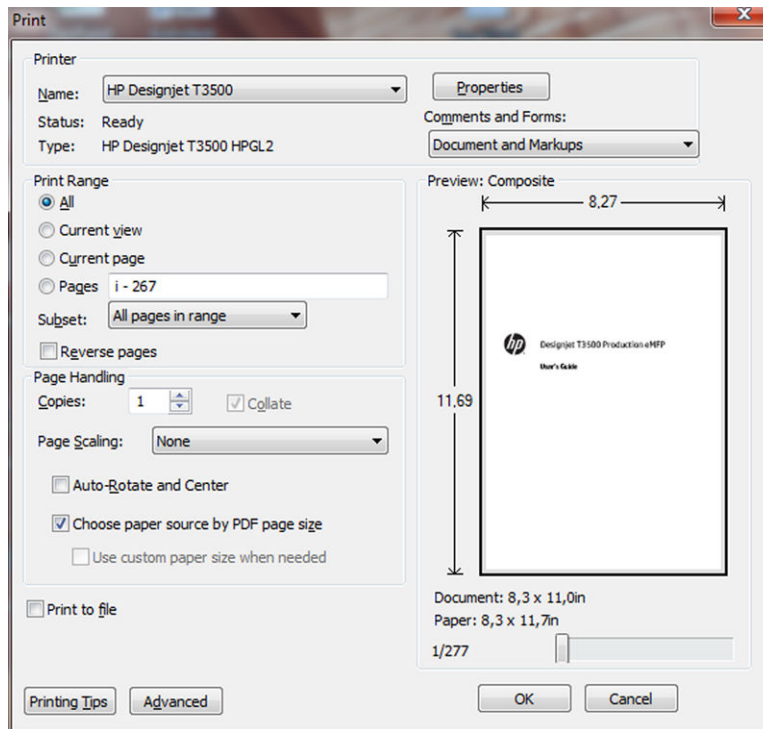 Print
Printer
Name: HP Designjet T3500
Properties
Status: Ready
Comments and Forms:
Type: HP Designjet T3500 HPGL2
Document and Markups
Print Range
All
Current view
Current page
Pages i - 267
Subset: All pages in range
Reverse pages
Page Handling
Copies: 1 Collate
Page Scaling: None
Auto-Rotate and Center
Choose paper source by PDF page size
Use custom paper size when needed
Print to file
Preview: Composite
8,27
11,69
hp
Designjet T3500 Production eMFP
User's Guide
Document: 8,3 x 11,0in
Paper: 8,3 x 11,7in
1/277
Printing Tips
Advanced
OK
Cancel